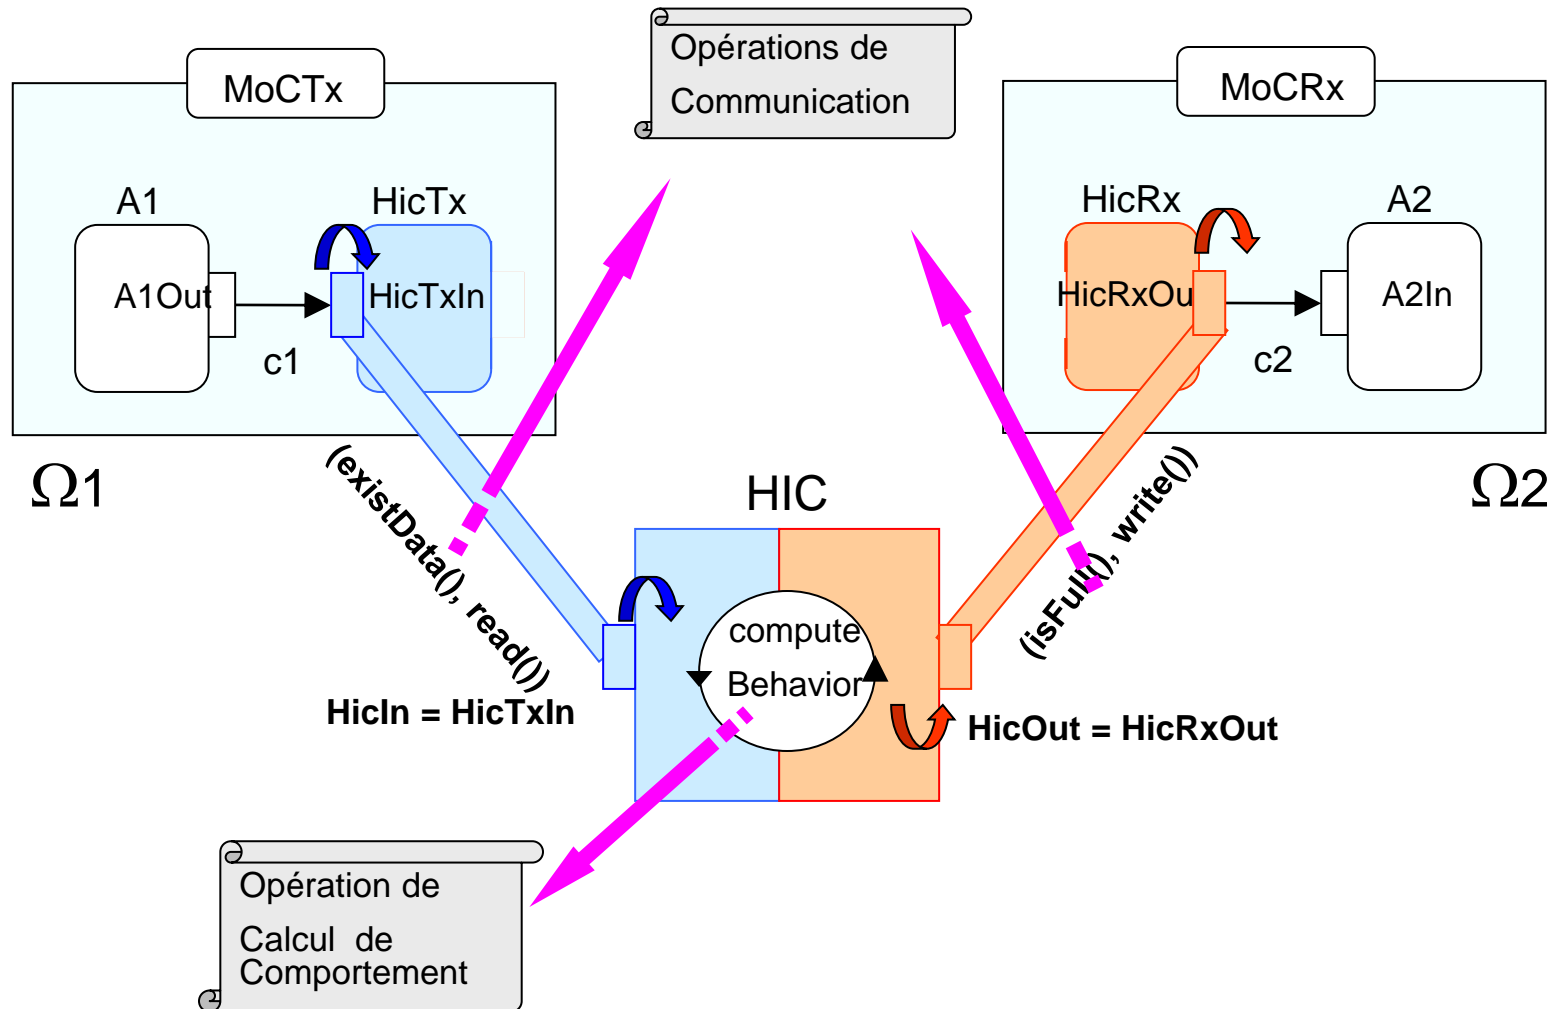 Opérations de
Communication
MoCTx
MoCRx
A1
HicTx
HicRx
A2
A1Out
HicTxIn
HicRxOu
A2In
c1
c2
Ω1
Ω2
(existData(), read())
(isFull(), write())
HIC
compute
Behavior
HicIn = HicTxIn
HicOut = HicRxOut
Opération de
Calcul de
Comportement